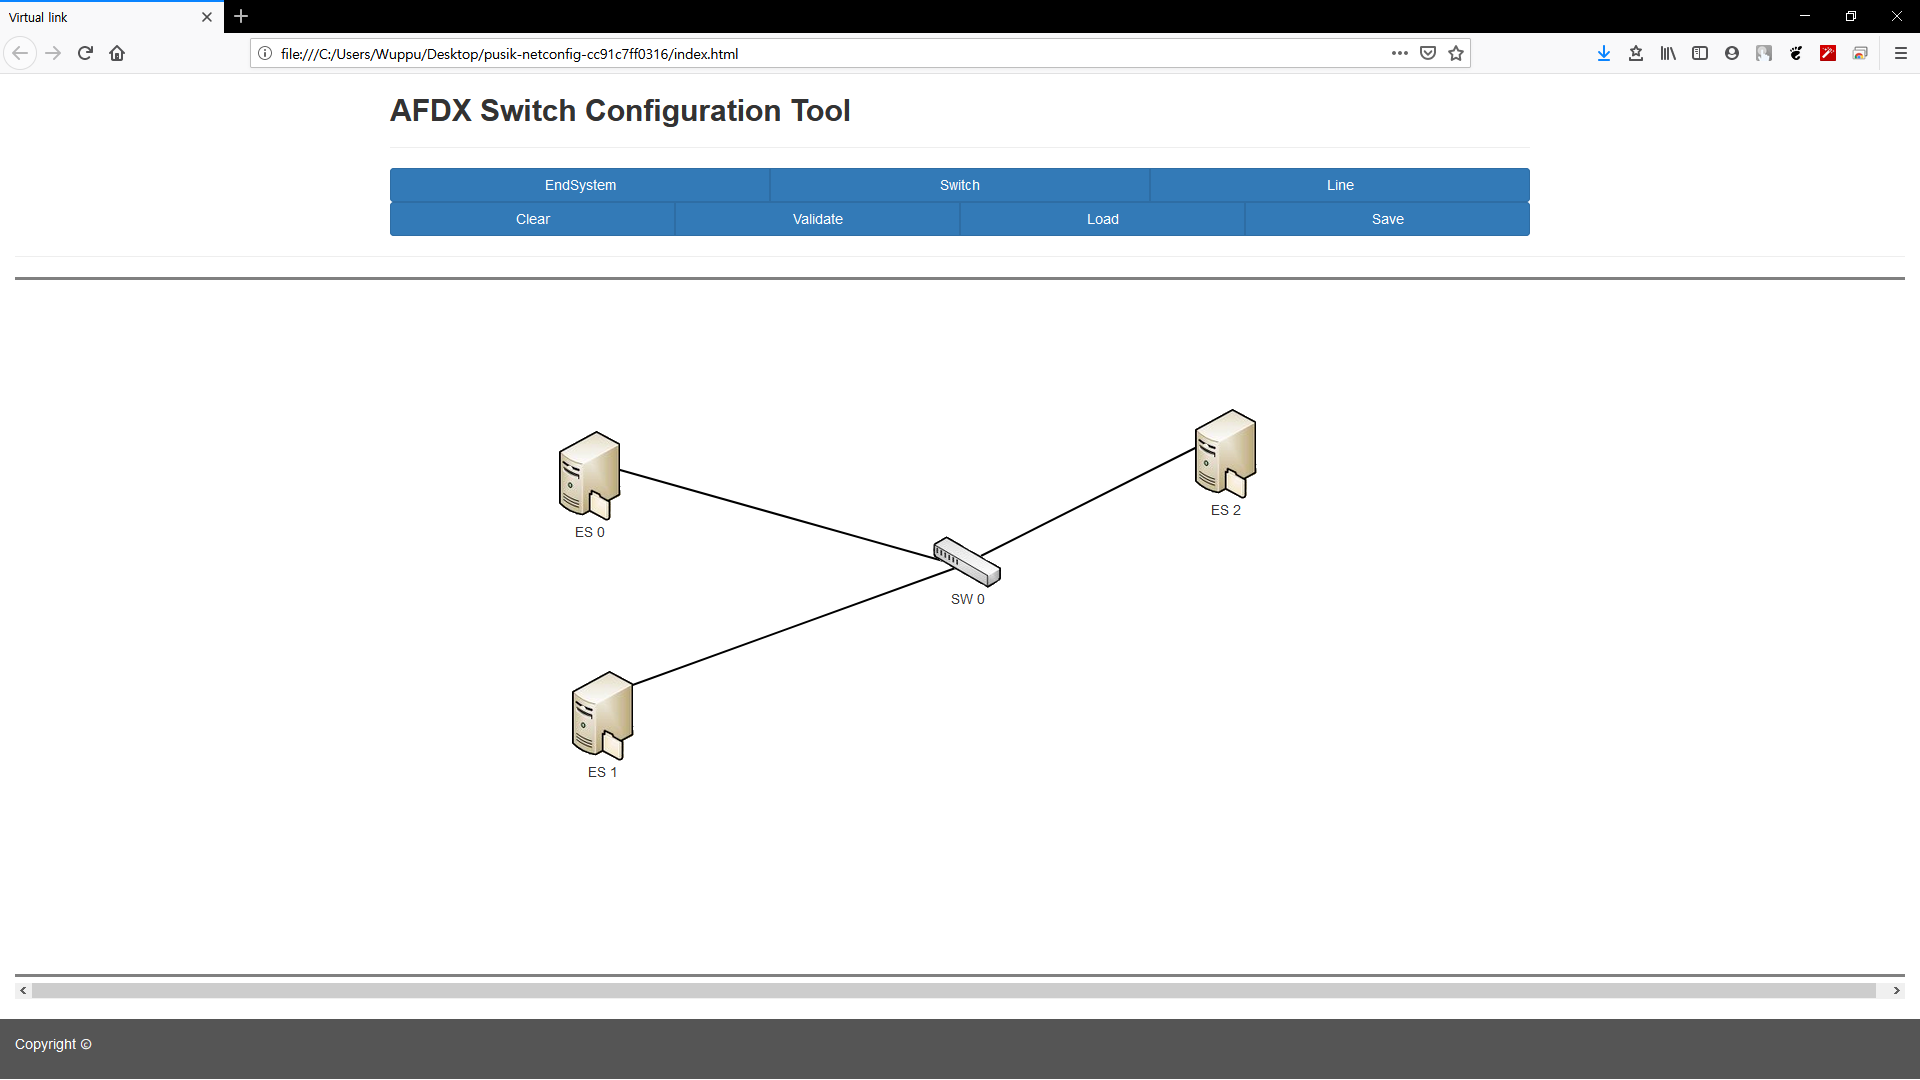 Virtual link
file:///C:/Users/Wuppu/Desktop/pusik-netconfig-cc91c7ff0316/index.html
AFDX Switch Configuration Tool
EndSystem Switch Line
Clear Validate Load Save
ES 2
ES 0
SW 0
ES 1
Copyright ©